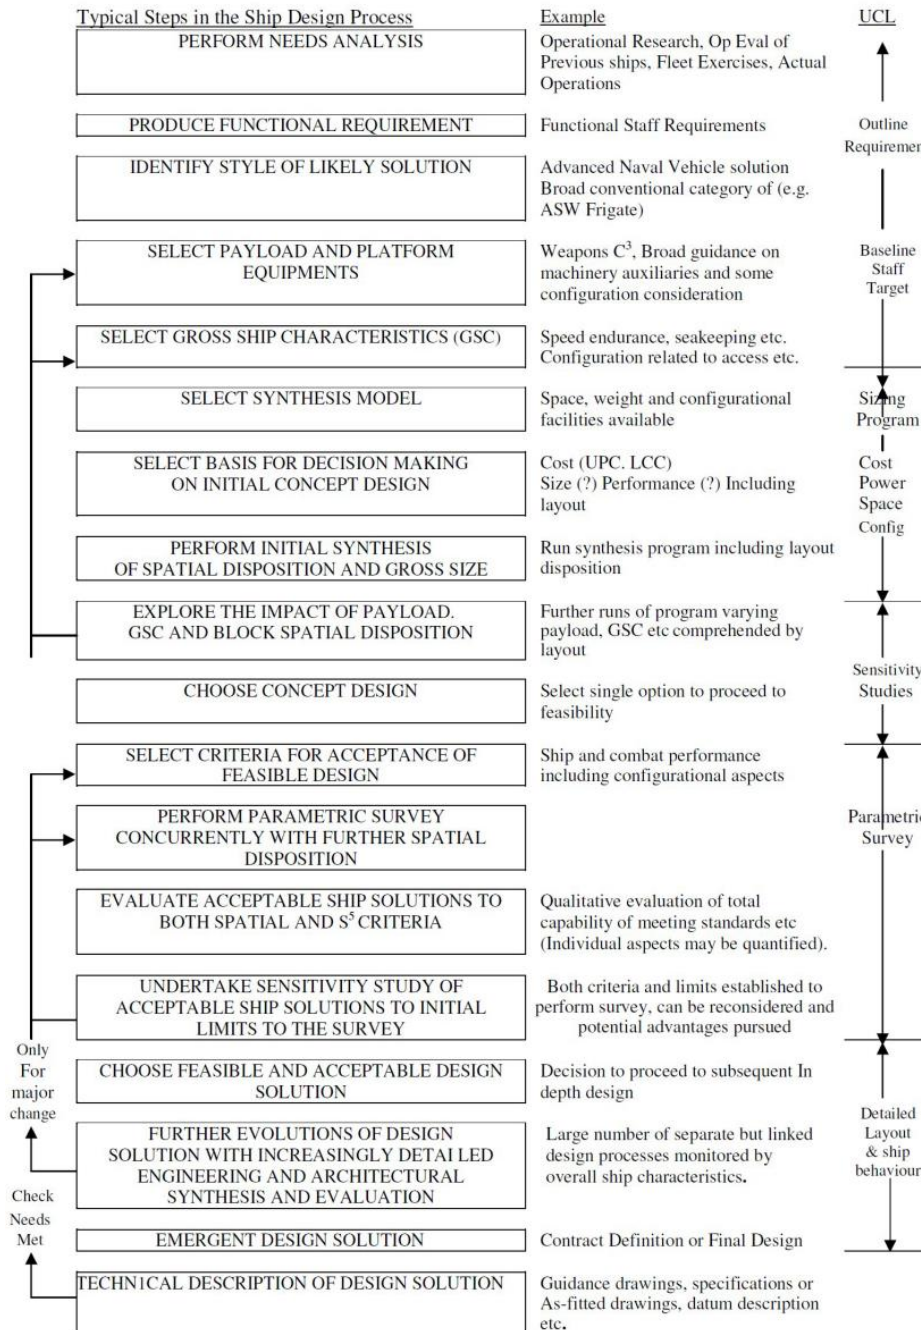 Typical Steps in the Ship Design Process
Example
UCL
PERFORM NEEDS ANALYSIS
Operational Research, Op Eval of
Previous ships, Fleet Exercises, Actual
Operations
PRODUCE FUNCTIONAL REQUIREMENT
Functional Staff Requirements
Outline
Requirement
IDENTIFY STYLE OF LIKELY SOLUTION
Advanced Naval Vehicle solution
Broad conventional category of (e.g.
ASW Frigate)
SELECT PAYLOAD AND PLATFORM
EQUIPMENTS
Weapons C³, Broad guidance on
machinery auxiliaries and some
configuration consideration
Baseline
Staff
Target
SELECT GROSS SHIP CHARACTERISTICS (GSC)
Speed endurance, seakeeping etc.
Configuration related to access etc.
SELECT SYNTHESIS MODEL
Space, weight and configurational
facilities available
Sizing
Program
SELECT BASIS FOR DECISION MAKING
ON INITIAL CONCEPT DESIGN
Cost (UPC. LCC)
Size (?) Performance (?) Including
layout
Cost
Power
Space
Config
PERFORM INITIAL SYNTHESIS
OF SPATIAL DISPOSITION AND GROSS SIZE
Run synthesis program including layout
disposition
EXPLORE THE IMPACT OF PAYLOAD.
GSC AND BLOCK SPATIAL DISPOSITION
Further runs of program varying
payload, GSC etc comprehended by
layout
CHOOSE CONCEPT DESIGN
Select single option to proceed to
feasibility
Sensitivity
Studies
SELECT CRITERIA FOR ACCEPTANCE OF
FEASIBLE DESIGN
Ship and combat performance
including configurational aspects
PERFORM PARAMETRIC SURVEY
CONCURRENTLY WITH FURTHER SPATIAL
DISPOSITION
Parametric
Survey
EVALUATE ACCEPTABLE SHIP SOLUTIONS TO
BOTH SPATIAL AND S⁵ CRITERIA
Qualitative evaluation of total
capability of meeting standards etc
(Individual aspects may be quantified).
UNDERTAKE SENSITIVITY STUDY OF
ACCEPTABLE SHIP SOLUTIONS TO INITIAL
LIMITS TO THE SURVEY
Both criteria and limits established to
perform survey, can be reconsidered and
potential advantages pursued
Only
For
major
change
CHOOSE FEASIBLE AND ACCEPTABLE DESIGN
SOLUTION
Decision to proceed to subsequent In
depth design
FURTHER EVOLUTIONS OF DESIGN
SOLUTION WITH INCREASINGLY DETAILED
ENGINEERING AND ARCHITECTURAL
SYNTHESIS AND EVALUATION
Large number of separate but linked
design processes monitored by
overall ship characteristics.
Detailed
Layout
& ship
behaviour
Check
Needs
Met
EMERGENT DESIGN SOLUTION
Contract Definition or Final Design
TECHN1CAL DESCRIPTION OF DESIGN SOLUTION
Guidance drawings, specifications or
As-fitted drawings, datum description
etc.